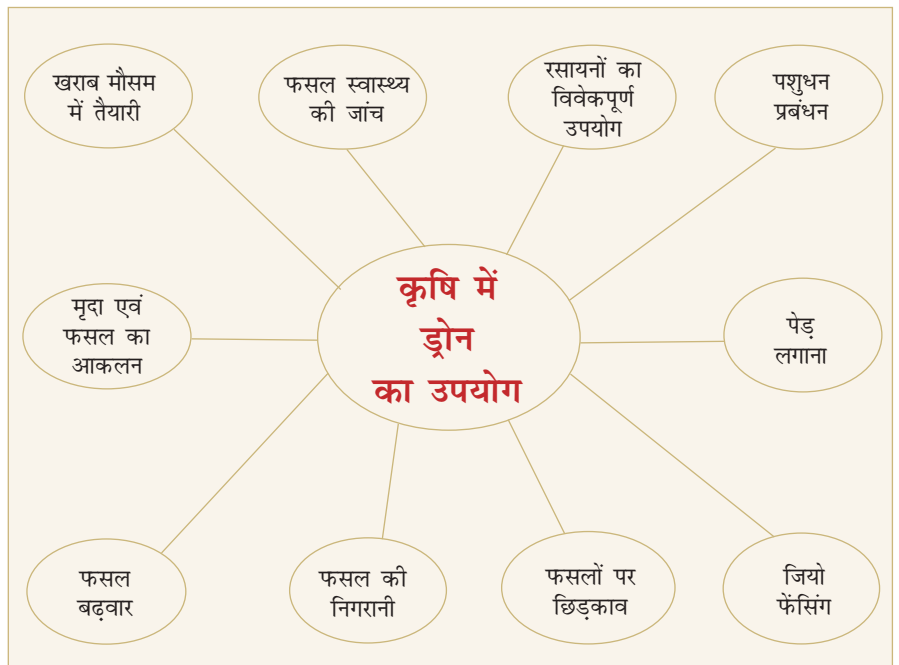 खराब मौसम
में तैयारी
फसल स्वास्थ्य
की जांच
रसायनों का
विवेकपूर्ण
उपयोग
पशुधन
प्रबंधन
मृदा एवं
फसल का
आकलन
कृषि में
ड्रोन
का उपयोग
पेड़
लगाना
फसल
बढ़वार
फसल की
निगरानी
फसलों पर
छिड़काव
जियो
फेंसिंग